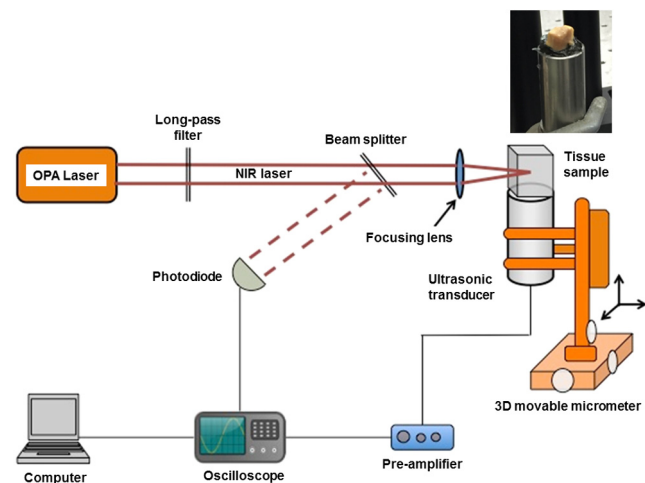 Long-pass
filter
Beam splitter
OPA Laser
NIR laser
Tissue
sample
Focusing lens
Photodiode
Ultrasonic
transducer
3D movable micrometer
Computer
Oscilloscope
Pre-amplifier